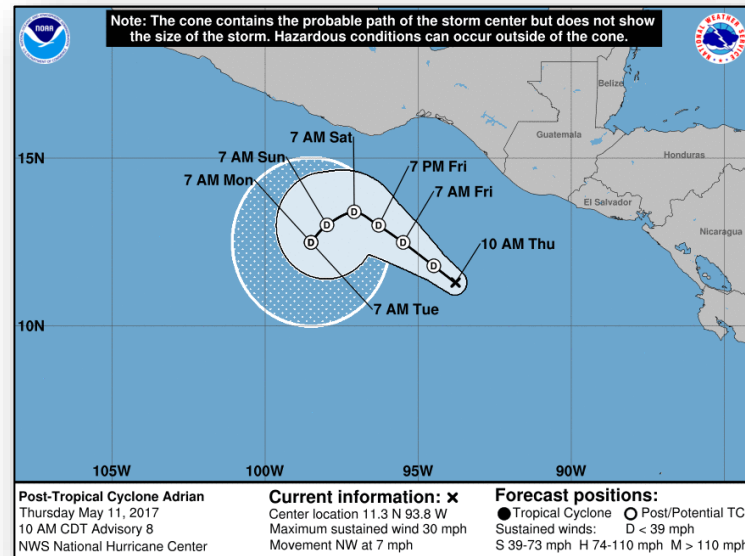 Note: The cone contains the probable path of the storm center but does not show
the size of the storm. Hazardous conditions can occur outside of the cone.
NOAA
Belize
7 AM Sat
Guatemala
7 AM Sun
7 PM Fri
15N
Honduras
7 AM Mon
7 AM Fri
El Salvador
D
D
D
D
10 AM Thu
Nicaragua
D
D
D
7 AM Tue
10N
105W
100W
95W
90W
Post-Tropical Cyclone Adrian
Thursday May 11, 2017
10 AM CDT Advisory 8
NWS National Hurricane Center
Current information: ×
Center location 11.3 N 93.8 W
Maximum sustained wind 30 mph
Movement NW at 7 mph
Forecast positions:
Tropical Cyclone Post/Potential TC
Sustained winds: D < 39 mph
S 39-73 mph H 74-110 mph M > 110 mph